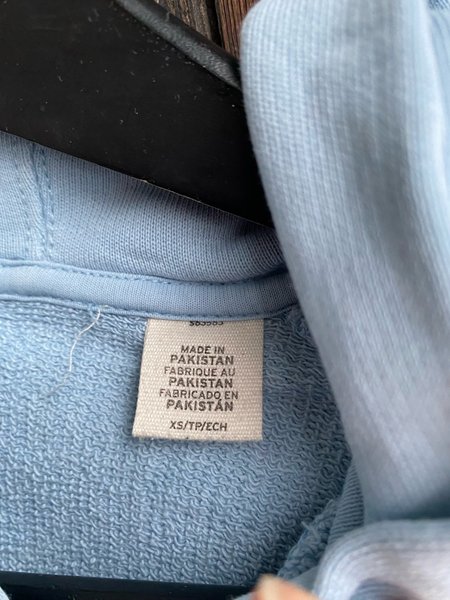 MADE IN
PAKISTAN
FABRIQUE AU
PAKISTAN
FABRICADO EN
PAKISTÁN
XS/TP/ECH